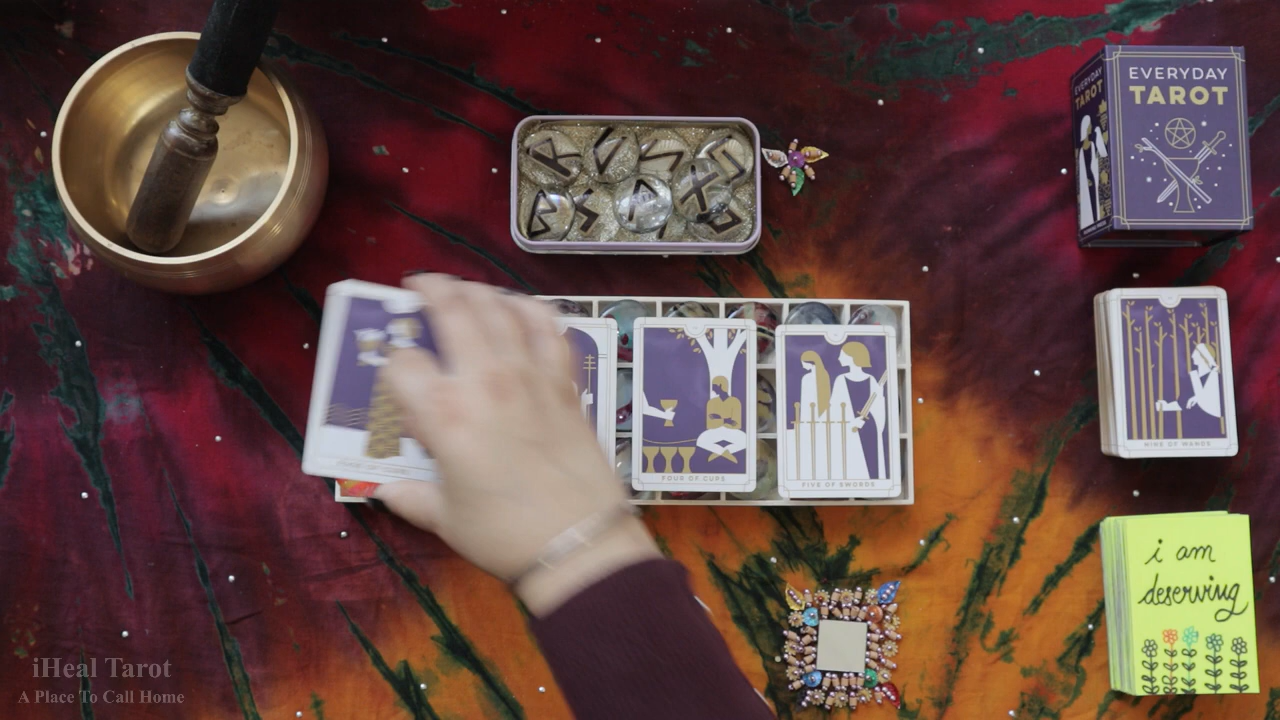 EVERYDAY
TAROT
EVERYDAY
TAROT
FOUR OF CUPS
FIVE OF SWORDS
NINE OF WANDS
i am
deserving
iHeal Tarot
A Place To Call Home